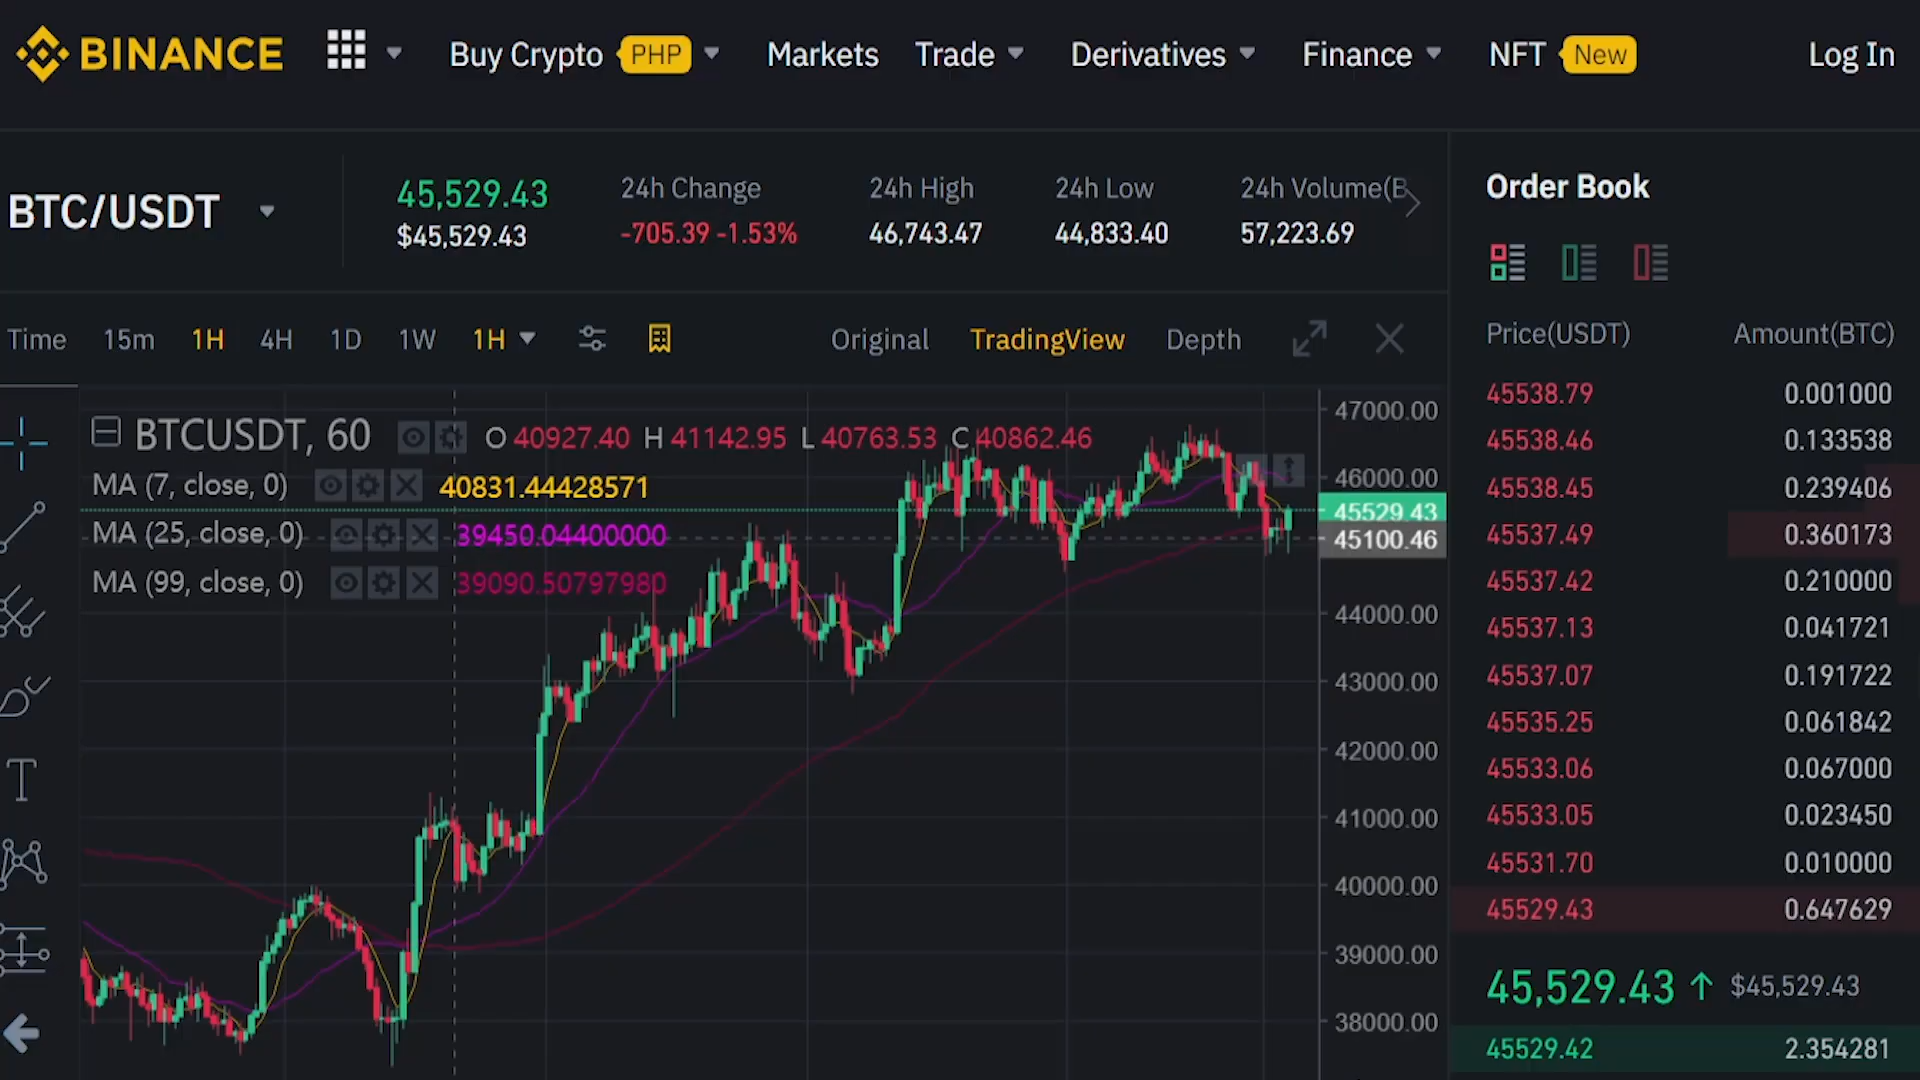 BINANCE
Buy Crypto PHP
Markets
Trade
Derivatives
Finance
NFT New
Log In
BTC/USDT
45,529.43
$45,529.43
24h Change
-705.39 -1.53%
24h High
46,743.47
24h Low
44,833.40
24h Volume(B
57,223.69
Time 15m 1H 4H 1D 1W 1H
Original TradingView Depth
BTCUSDT, 60 O 40927.40 H 41142.95 L 40763.53 C 40862.46
MA (7, close, 0) 40831.44428571
MA (25, close, 0) 39450.04400000
MA (99, close, 0) 39090.50797980
47000.00
46000.00
45529.43
45100.46
44000.00
43000.00
42000.00
41000.00
40000.00
39000.00
38000.00
Order Book
Price(USDT) Amount(BTC)
45538.79 0.001000
45538.46 0.133538
45538.45 0.239406
45537.49 0.360173
45537.42 0.210000
45537.13 0.041721
45537.07 0.191722
45535.25 0.061842
45533.06 0.067000
45533.05 0.023450
45531.70 0.010000
45529.43 0.647629
45,529.43 ↑ $45,529.43
45529.42 2.354281